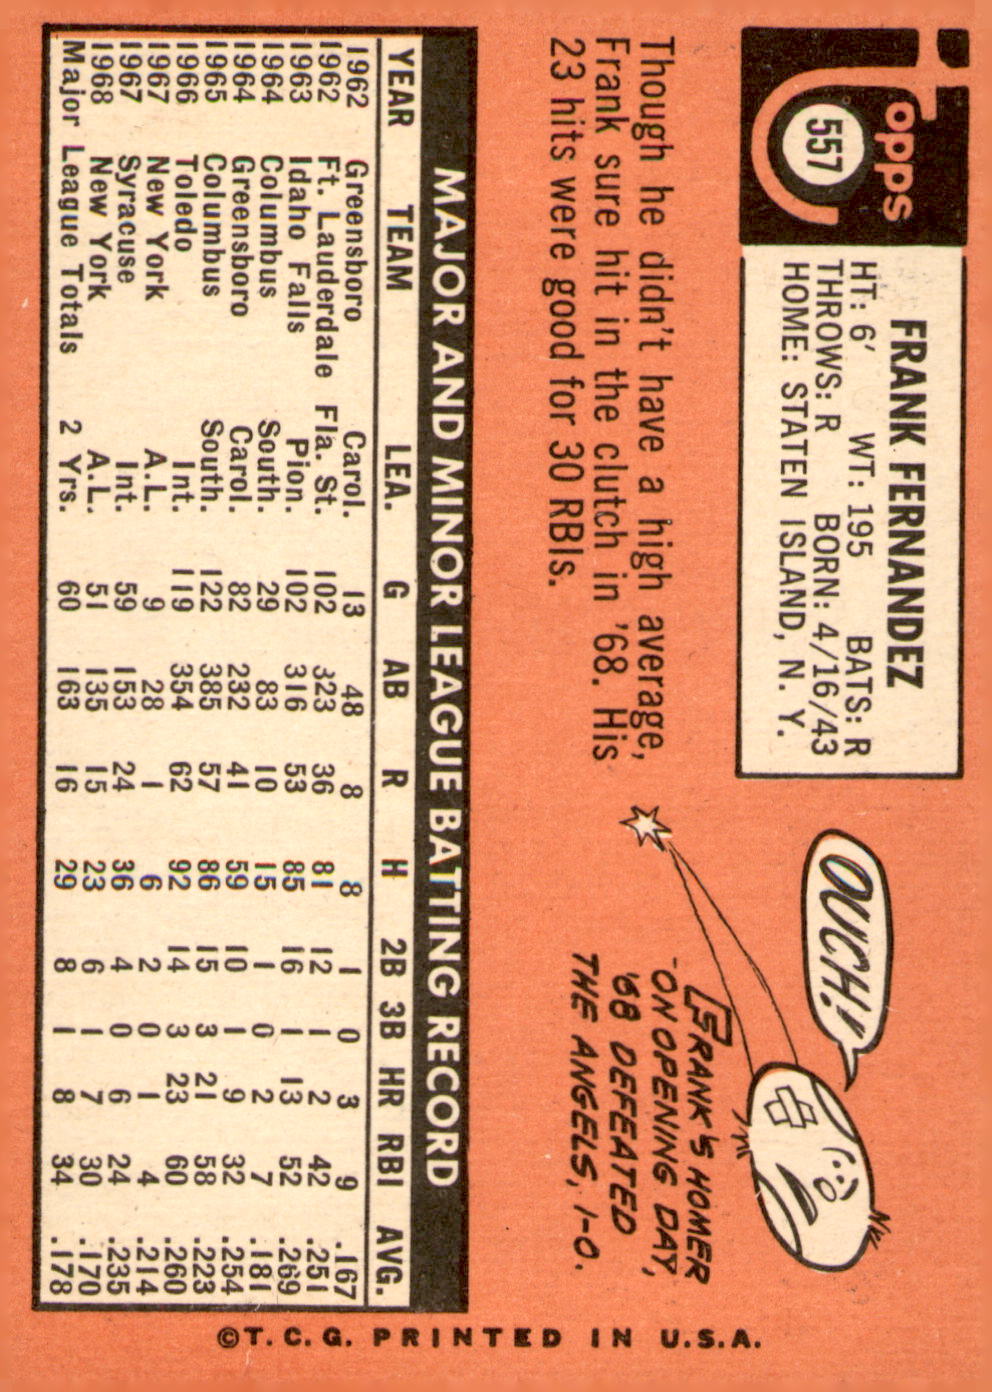 Topps
557
FRANK FERNANDEZ
HT: 6' WT: 195 BATS: R
THROWS: R BORN: 4/16/43
HOME: STATEN ISLAND, N. Y.
Though he didn't have a high average,
Frank sure hit in the clutch in '68. His
23 hits were good for 30 RBIs.
OUCH!
FRANK'S HOMER
ON OPENING DAY,
'68 DEFEATED
THE ANGELS, 1-0.
MAJOR AND MINOR LEAGUE BATTING RECORD
YEAR TEAM LEA. G AB R H 2B 3B HR RBI AVG.
1962 Greensboro Carol. 13 48 8 8 1 0 3 9 .167
1962 Ft. Lauderdale Fla. St. 102 323 36 81 12 1 2 42 .251
1963 Idaho Falls Pion. 102 316 53 85 16 1 13 52 .269
1964 Columbus South. 29 83 10 15 1 0 2 7 .181
1964 Greensboro Carol. 82 232 41 59 10 1 9 32 .254
1965 Columbus South. 122 385 57 86 15 3 21 58 .223
1966 Toledo Int. 119 354 62 92 14 3 23 60 .260
1967 New York A.L. 9 28 1 6 2 0 1 4 .214
1967 Syracuse Int. 59 153 24 36 4 0 6 24 .235
1968 New York A.L. 51 135 15 23 6 1 7 30 .170
Major League Totals 2 Yrs. 60 163 16 29 8 1 8 34 .178
©T.C.G. PRINTED IN U.S.A.